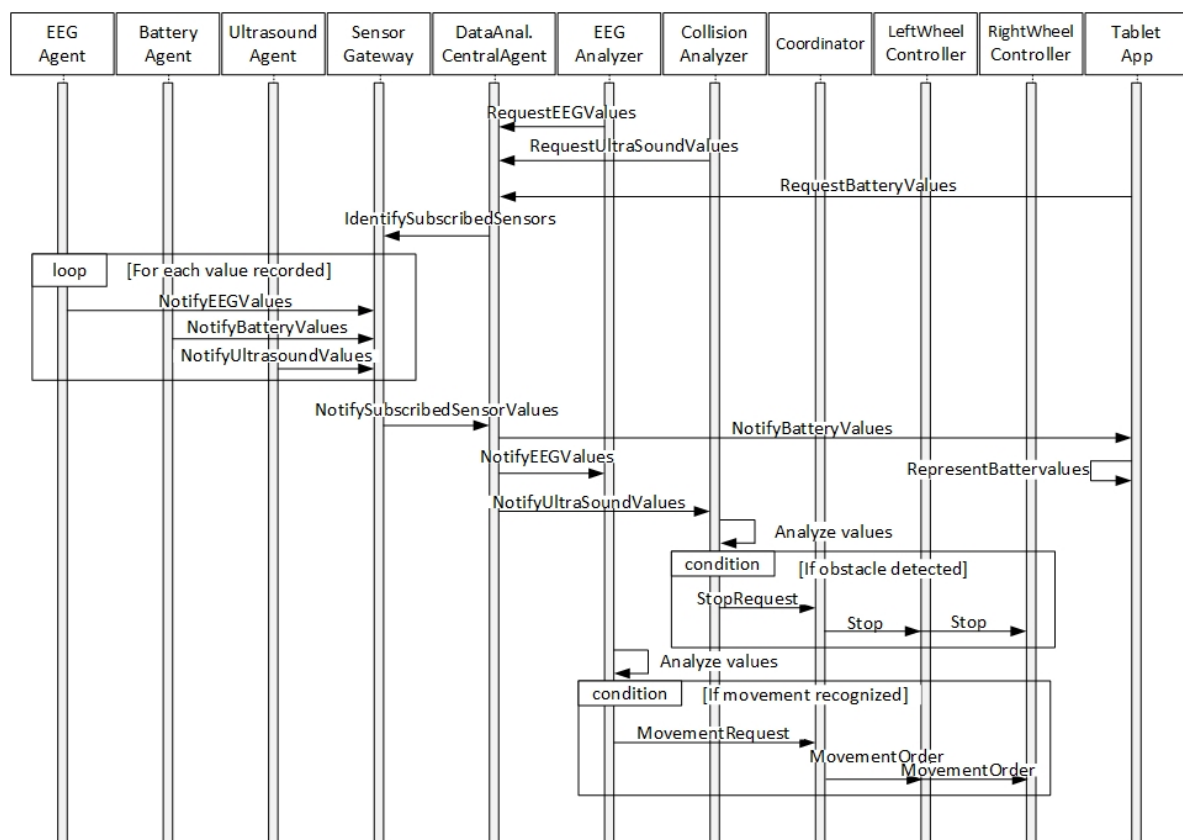 EEG
Agent
Battery
Agent
Ultrasound
Agent
Sensor
Gateway
DataAnal.
CentralAgent
EEG
Analyzer
Collision
Analyzer
Coordinator
LeftWheel
Controller
RightWheel
Controller
Tablet
App
RequestEEGValues
RequestUltraSoundValues
RequestBatteryValues
IdentifySubscribedSensors
loop [For each value recorded]
NotifyEEGValues
NotifyBatteryValues
NotifyUltrasoundValues
NotifySubscribedSensorValues
NotifyBatteryValues
NotifyEEGValues
RepresentBattervalues
NotifyUltraSoundValues
Analyze values
condition [If obstacle detected]
StopRequest
Stop Stop
Analyze values
condition [If movement recognized]
MovementRequest
MovementOrder
MovementOrder